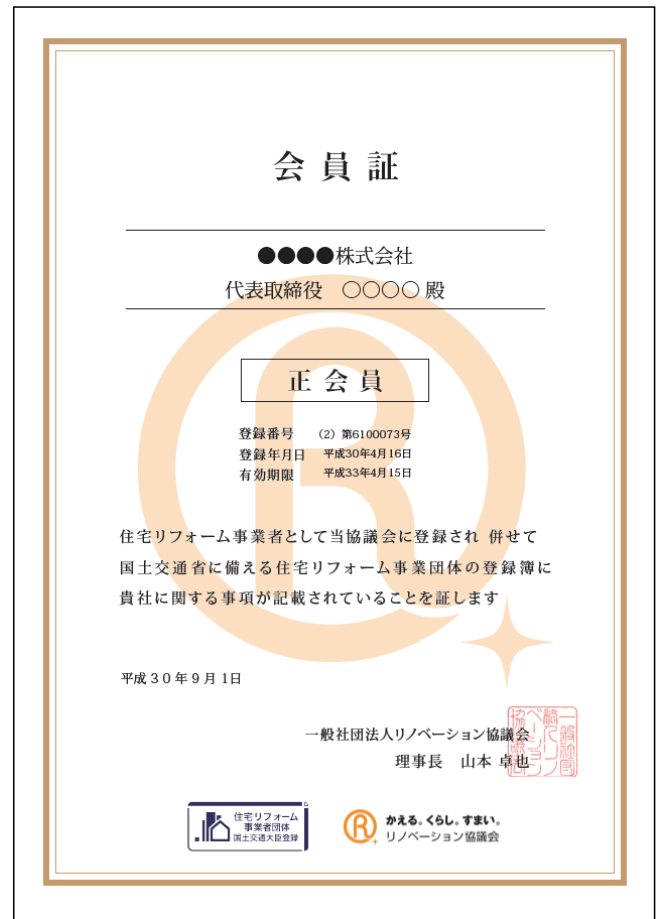 会員証
●●●●株式会社
代表取締役　○○○○ 殿
正会員
登録番号　（2）第6100073号
登録年月日　平成30年4月16日
有効期限　平成33年4月15日
住宅リフォーム事業者として当協議会に登録され 併せて
国土交通省に備える住宅リフォーム事業団体の登録簿に
貴社に関する事項が記載されていることを証します
平成30年9月1日
一般社団法人リノベーション協議会
理事長　山本 卓也
住宅リフォーム
事業者団体
国土交通大臣登録
R
かえる。くらし。すまい。
リノベーション協議会